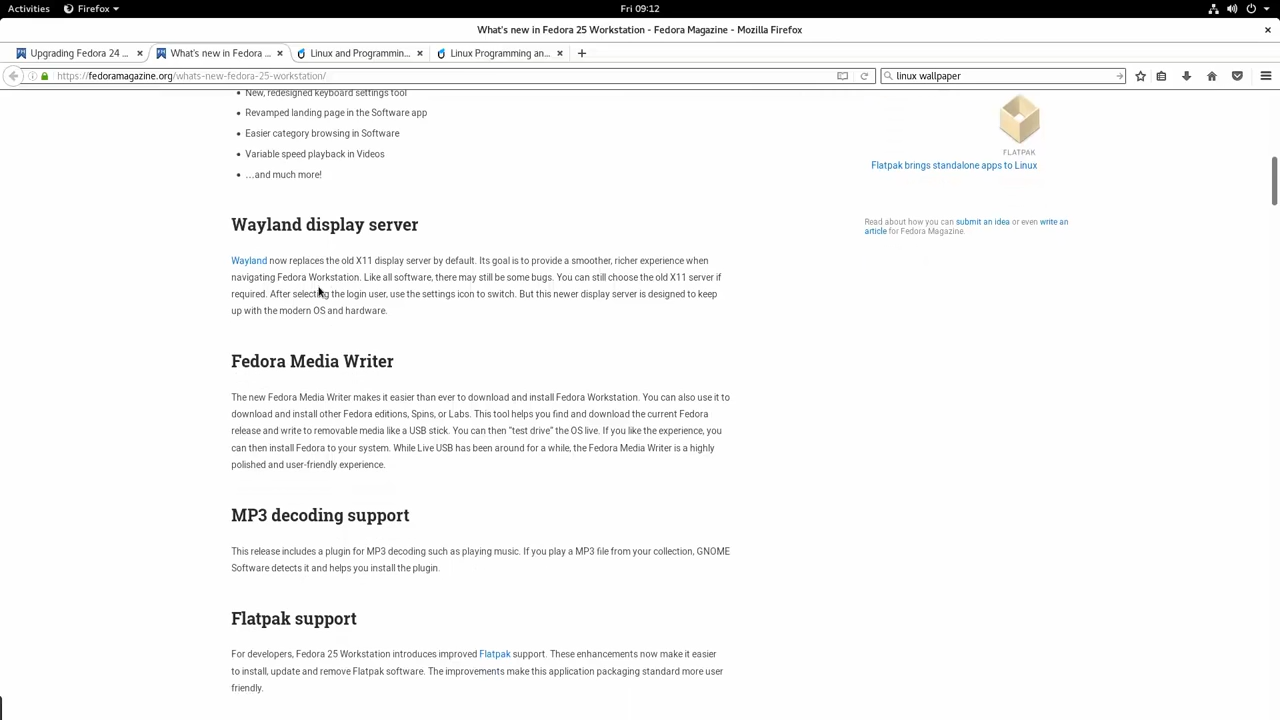 Activities Firefox Fri 09:12
What's new in Fedora 25 Workstation - Fedora Magazine - Mozilla Firefox
Upgrading Fedora 24 ... × What's new in Fedora ... × Linux and Programmin... × Linux Programming an... × +
https://fedoramagazine.org/whats-new-fedora-25-workstation/ linux wallpaper
New, redesigned keyboard settings tool
Revamped landing page in the Software app
Easier category browsing in Software
Variable speed playback in Videos
...and much more!
FLATPAK
Flatpak brings standalone apps to Linux
Read about how you can submit an idea or even write an
article for Fedora Magazine.
Wayland display server
Wayland now replaces the old X11 display server by default. Its goal is to provide a smoother, richer experience when
navigating Fedora Workstation. Like all software, there may still be some bugs. You can still choose the old X11 server if
required. After selecting the login user, use the settings icon to switch. But this newer display server is designed to keep
up with the modern OS and hardware.
Fedora Media Writer
The new Fedora Media Writer makes it easier than ever to download and install Fedora Workstation. You can also use it to
download and install other Fedora editions, Spins, or Labs. This tool helps you find and download the current Fedora
release and write to removable media like a USB stick. You can then "test drive" the OS live. If you like the experience, you
can then install Fedora to your system. While Live USB has been around for a while, the Fedora Media Writer is a highly
polished and user-friendly experience.
MP3 decoding support
This release includes a plugin for MP3 decoding such as playing music. If you play a MP3 file from your collection, GNOME
Software detects it and helps you install the plugin.
Flatpak support
For developers, Fedora 25 Workstation introduces improved Flatpak support. These enhancements now make it easier
to install, update and remove Flatpak software. The improvements make this application packaging standard more user
friendly.